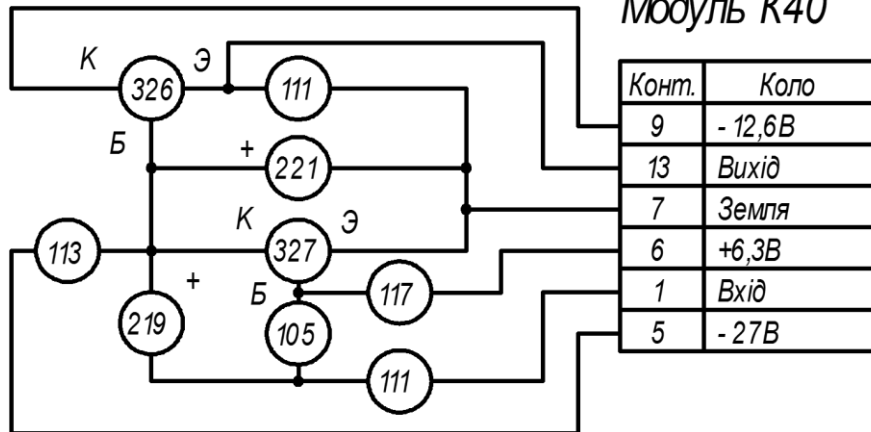 Модуль К40
К
Э
326
111
Б
+
221
К
Э
113
327
+
Б
117
219
105
111
Конт. Коло
9 - 12,6В
13 Вихід
7 Земля
6 +6,3В
1 Вхід
5 - 27В